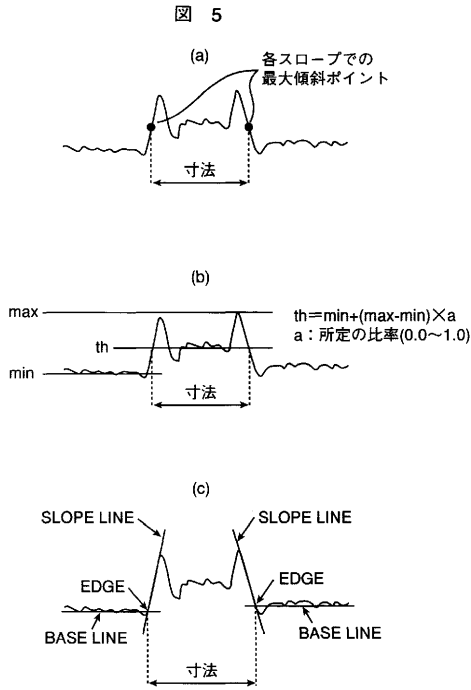 図 5
(a)
各スロープでの
最大傾斜ポイント
寸法
(b)
max
th=min+(max-min)×a
a：所定の比率(0.0〜1.0)
th
min
寸法
(c)
SLOPE LINE
SLOPE LINE
EDGE
EDGE
BASE LINE
BASE LINE
寸法